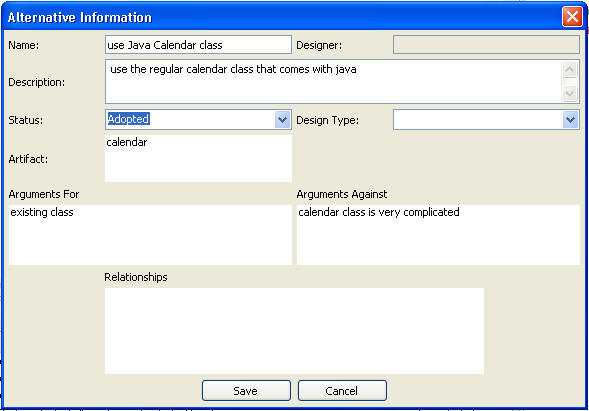 Alternative Information
Name: use Java Calendar class Designer:
Description: use the regular calendar class that comes with java
Status: Adopted Design Type:
Artifact: calendar
Arguments For Arguments Against
existing class calendar class is very complicated
Relationships
Save Cancel